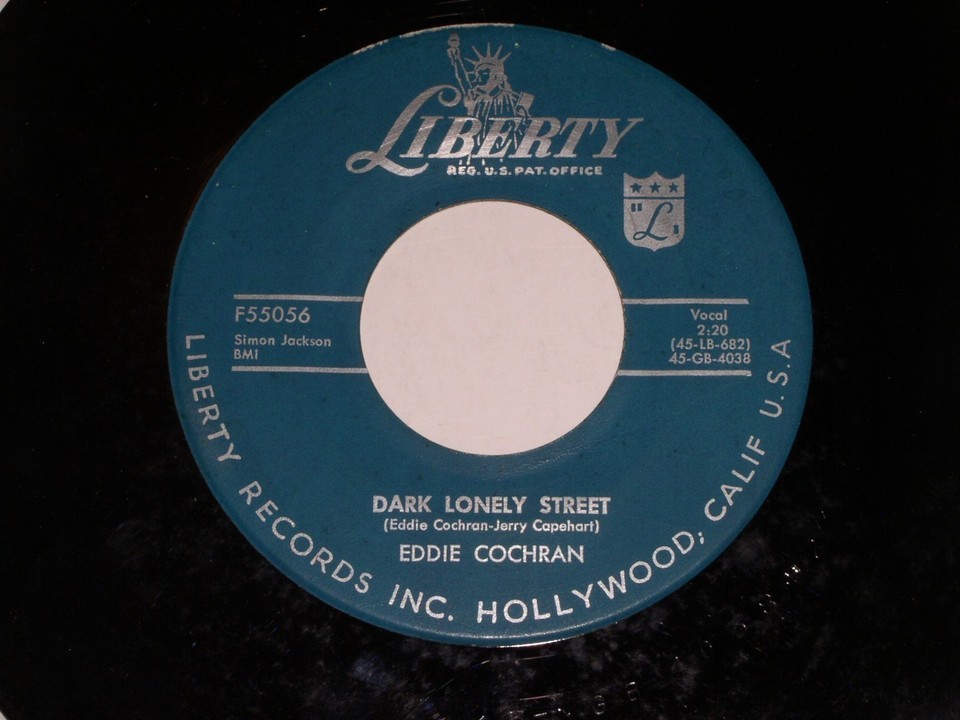 LIBERTY
REG. U.S. PAT. OFFICE
"L"
F55056
Simon Jackson
BMI
Vocal
2:20
(45-LB-682)
45-GB-4038
DARK LONELY STREET
(Eddie Cochran-Jerry Capehart)
EDDIE COCHRAN
LIBERTY RECORDS INC. HOLLYWOOD; CALIF U.S.A